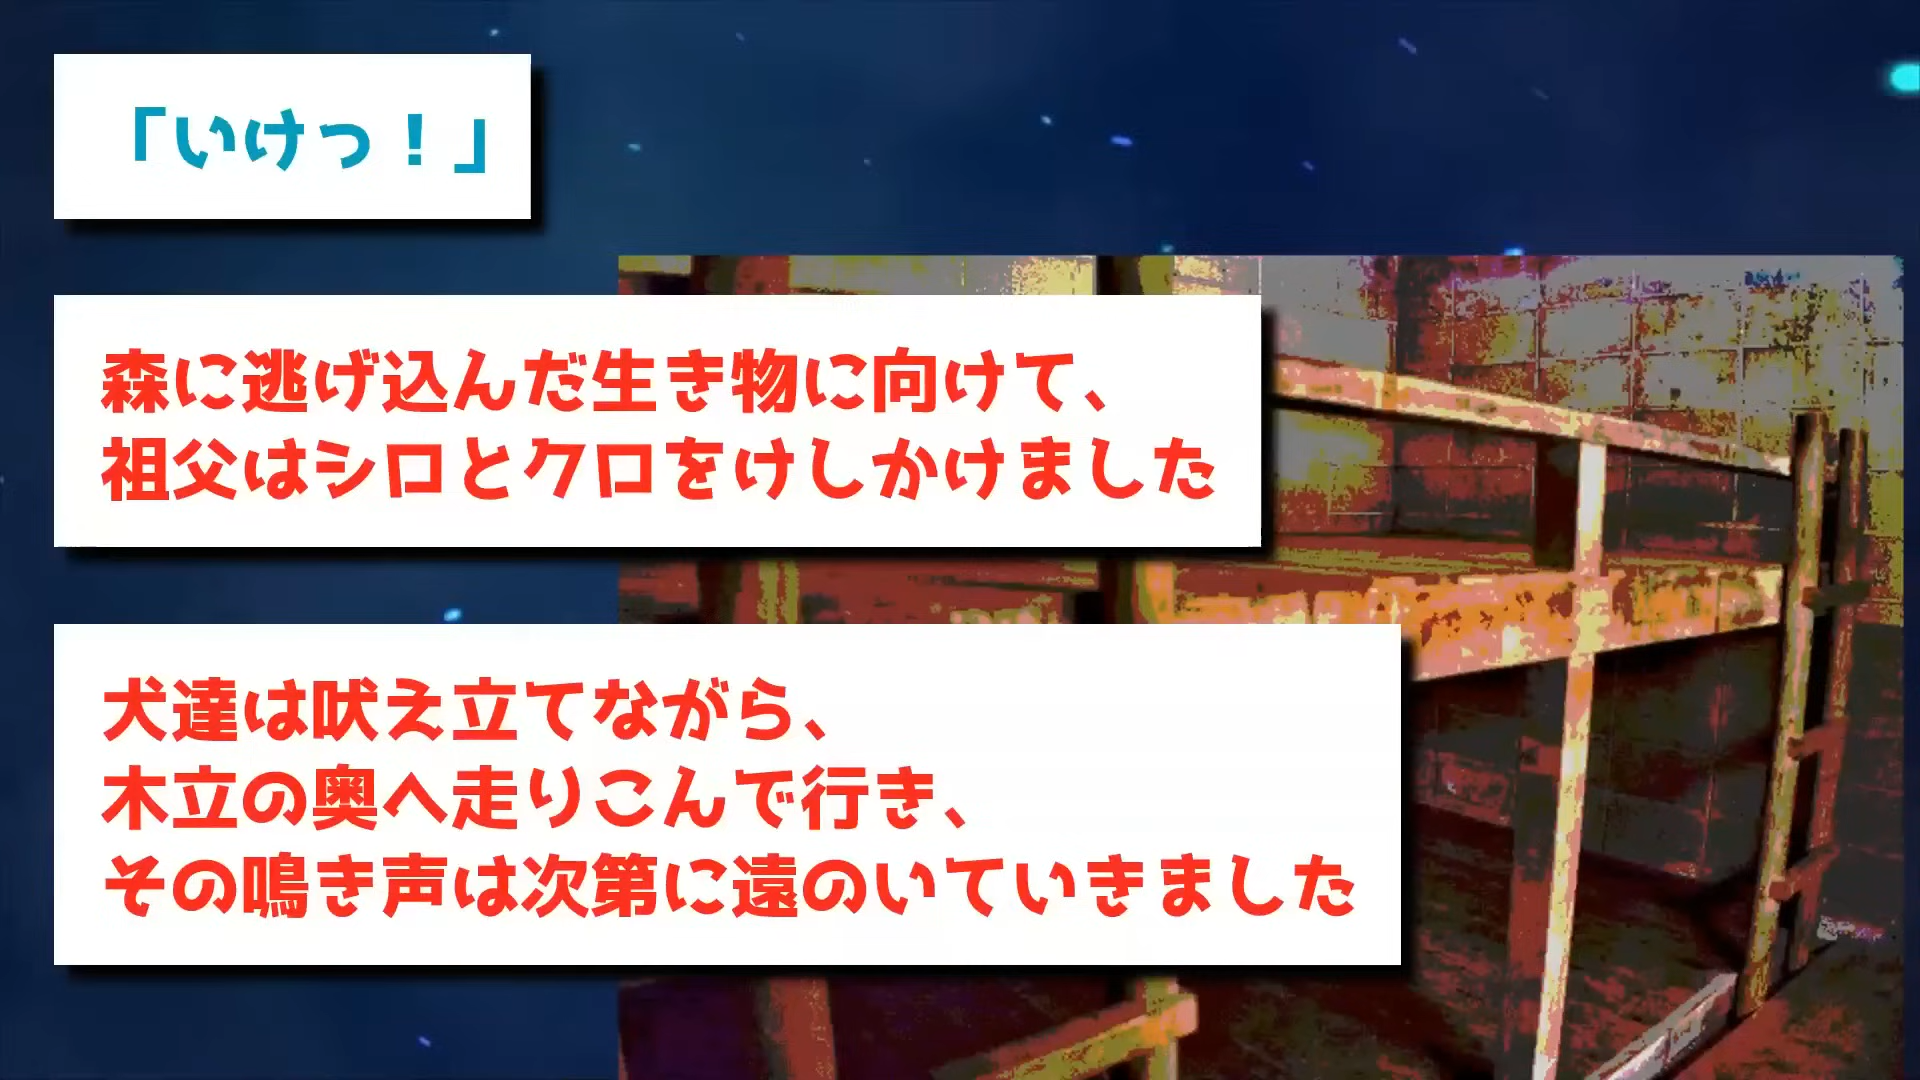 「いけっ！」
森に逃げ込んだ生き物に向けて、
祖父はシロとクロをけしかけました
犬達は吠え立てながら、
木立の奥へ走りこんで行き、
その鳴き声は次第に遠のいていきました